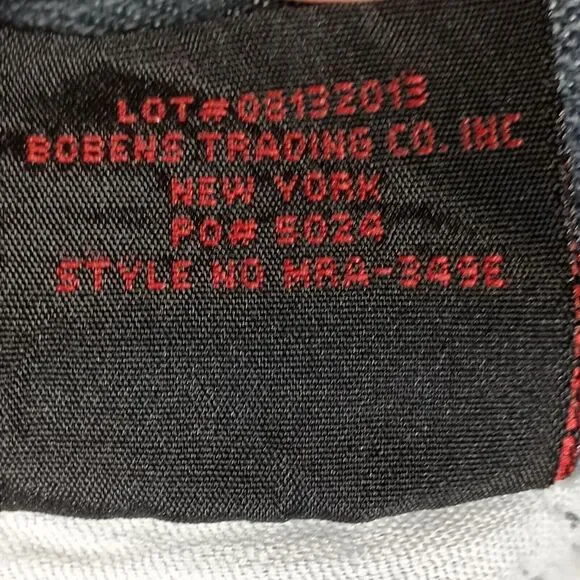 LOT# 08132013
BOBENS TRADING CO. INC
NEW YORK
PO# 5024
STYLE NO MRA-349E